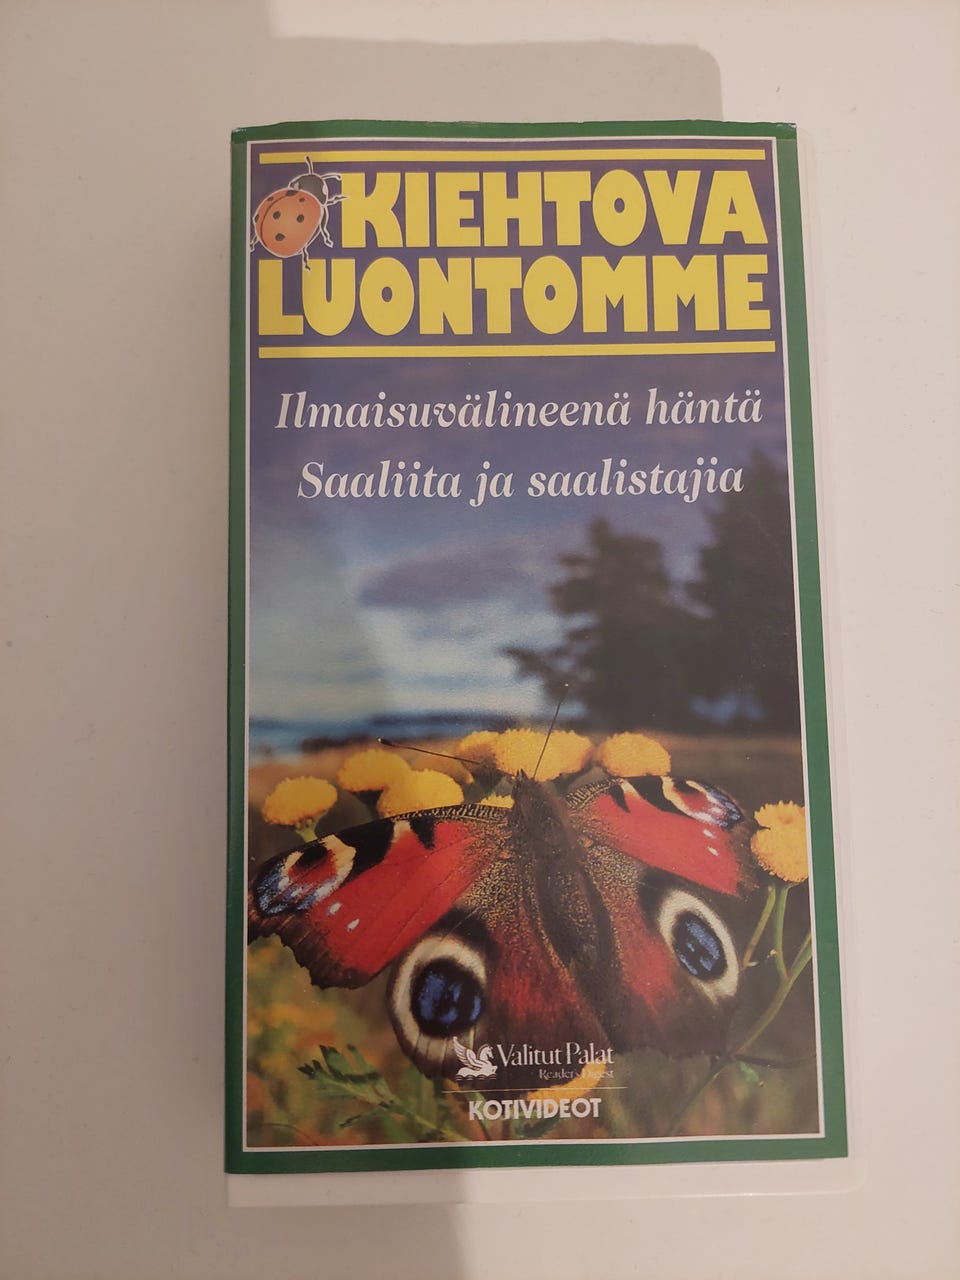 KIEHTOVA
LUONTOMME
Ilmaisuvälineenä häntä
Saaliita ja saalistajia
Valitut Palat
Reader's Digest
KOTIVIDEOT